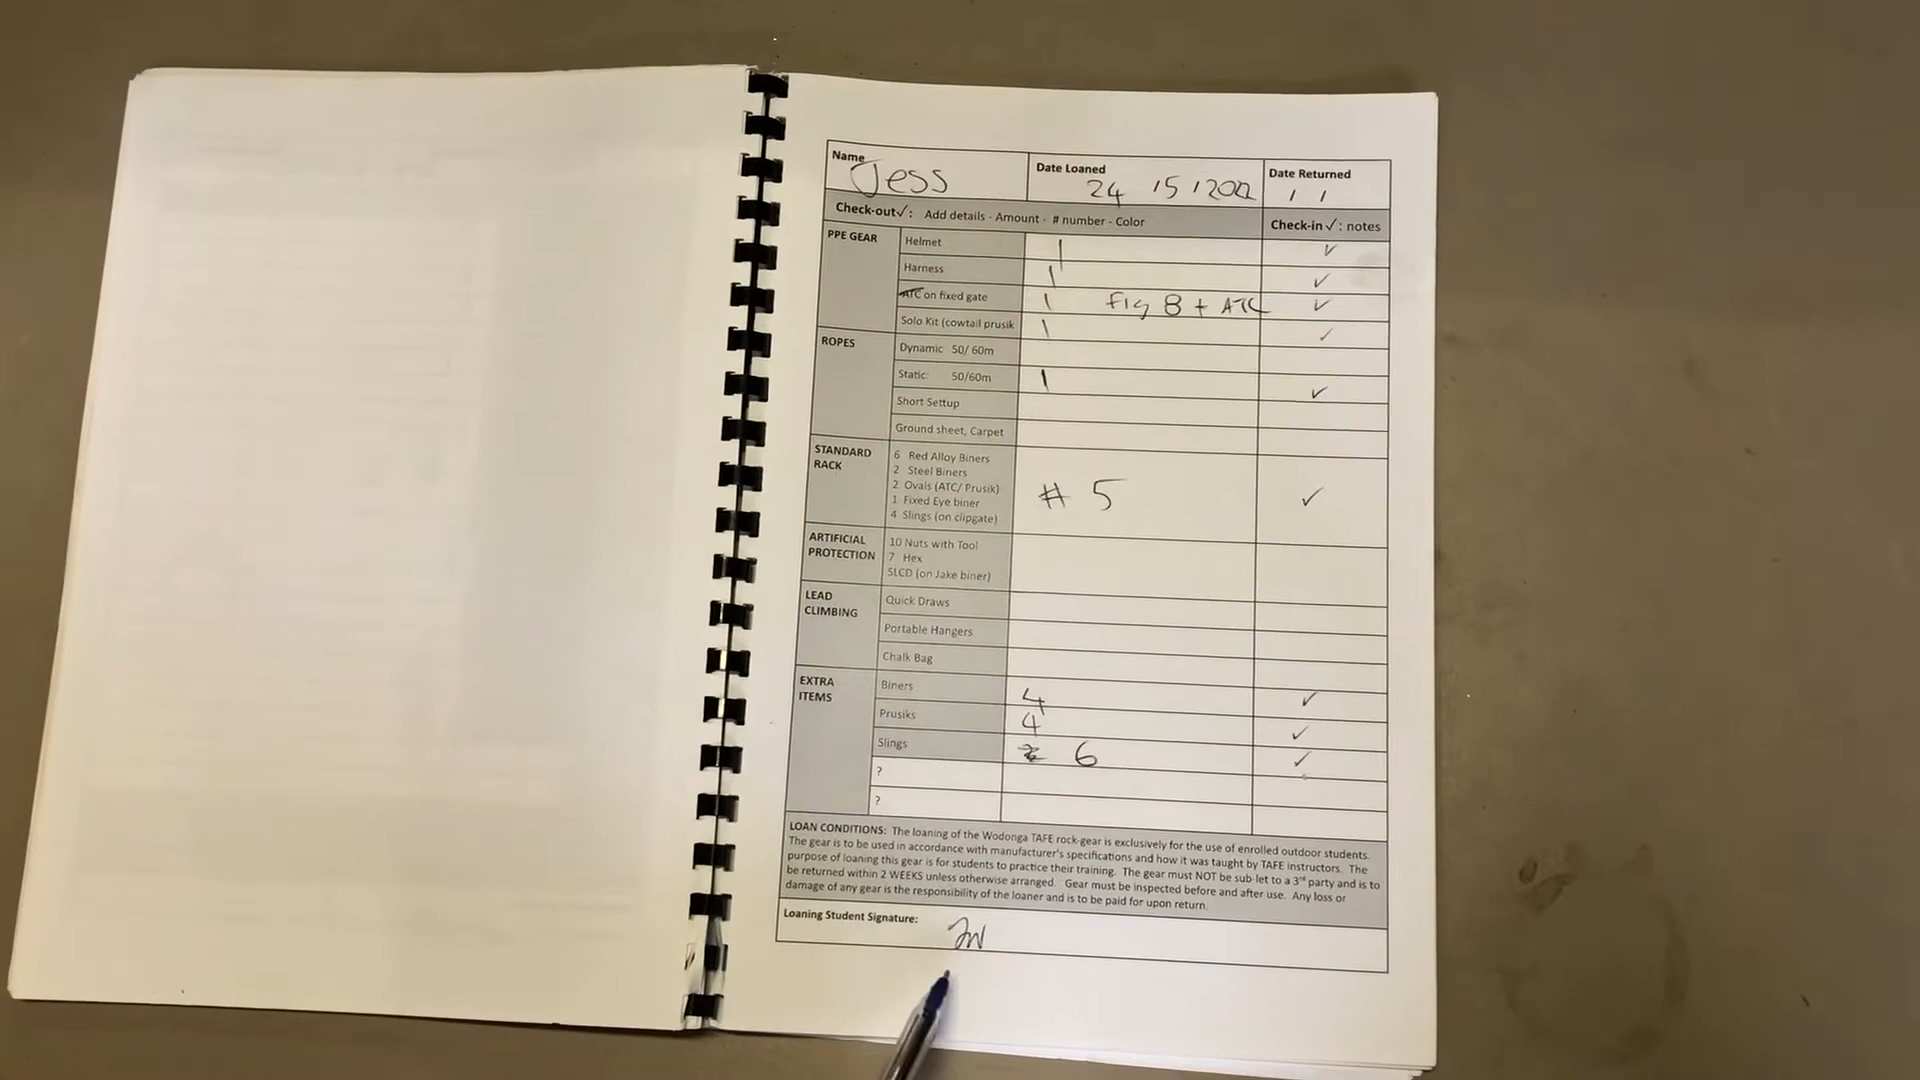 Name Jess Date Loaned 24 / 5 / 202 Date Returned / /
Check-out✓: Add details - Amount - # number - Color Check-in ✓: notes
PPE GEAR Helmet 1 ✓
Harness 1 ✓
ATC on fixed gate 1 Fig 8 + ATC ✓
Solo Kit (cowtail prusik 1 ✓
ROPES Dynamic 50/ 60m
Static: 50/60m 1 ✓
Short Settup
Ground sheet, Carpet
STANDARD RACK
6 Red Alloy Biners
2 Steel Biners
2 Ovals (ATC/ Prusik) # 5 ✓
1 Fixed Eye biner
4 Slings (on clipgate)
ARTIFICIAL PROTECTION
10 Nuts with Tool
7 Hex
SLCD (on Jake biner)
LEAD CLIMBING
Quick Draws
Portable Hangers
Chalk Bag
EXTRA ITEMS
Biners 4 ✓
Prusiks 4 ✓
Slings 6 ✓
?
?
LOAN CONDITIONS: The loaning of the Wodonga TAFE rock-gear is exclusively for the use of enrolled outdoor students.
The gear is to be used in accordance with manufacturer's specifications and how it was taught by TAFE instructors. The
purpose of loaning this gear is for students to practice their training. The gear must NOT be sub-let to a 3rd party and is to
be returned within 2 WEEKS unless otherwise arranged. Gear must be inspected before and after use. Any loss or
damage of any gear is the responsibility of the loaner and is to be paid for upon return.
Loaning Student Signature: